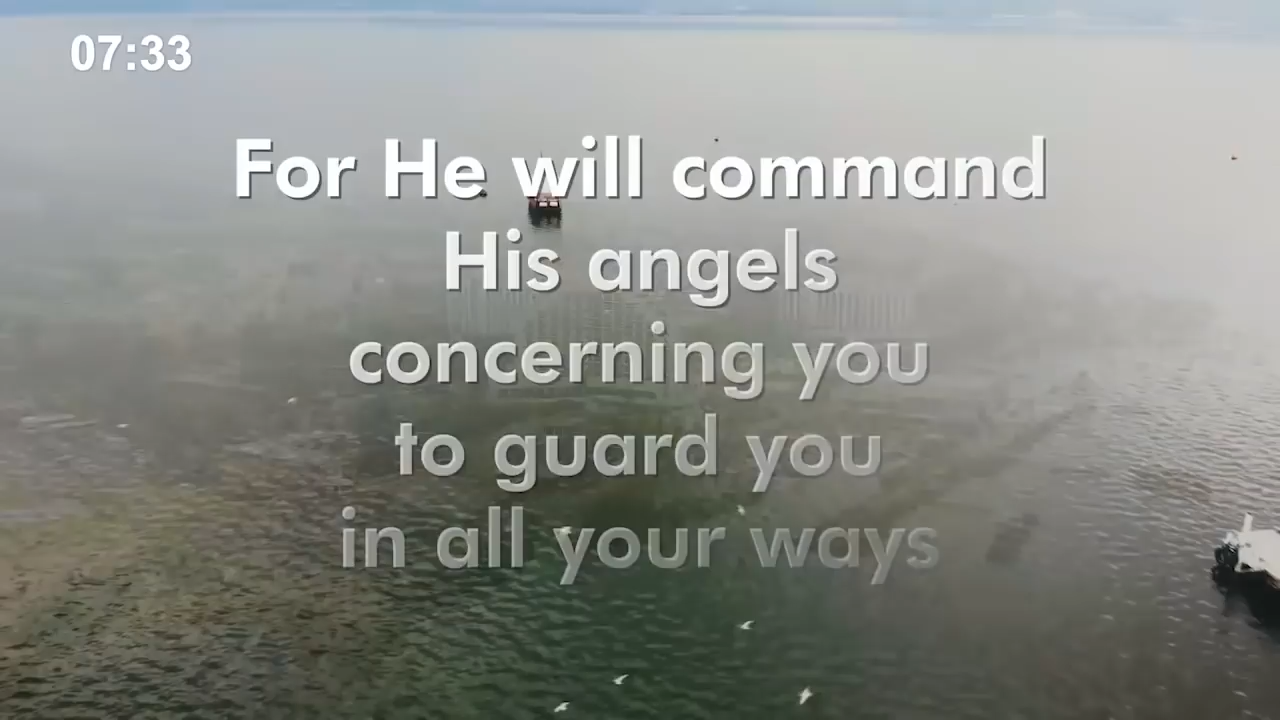 07:33
For He will command
His angels
concerning you
to guard you
in all your ways